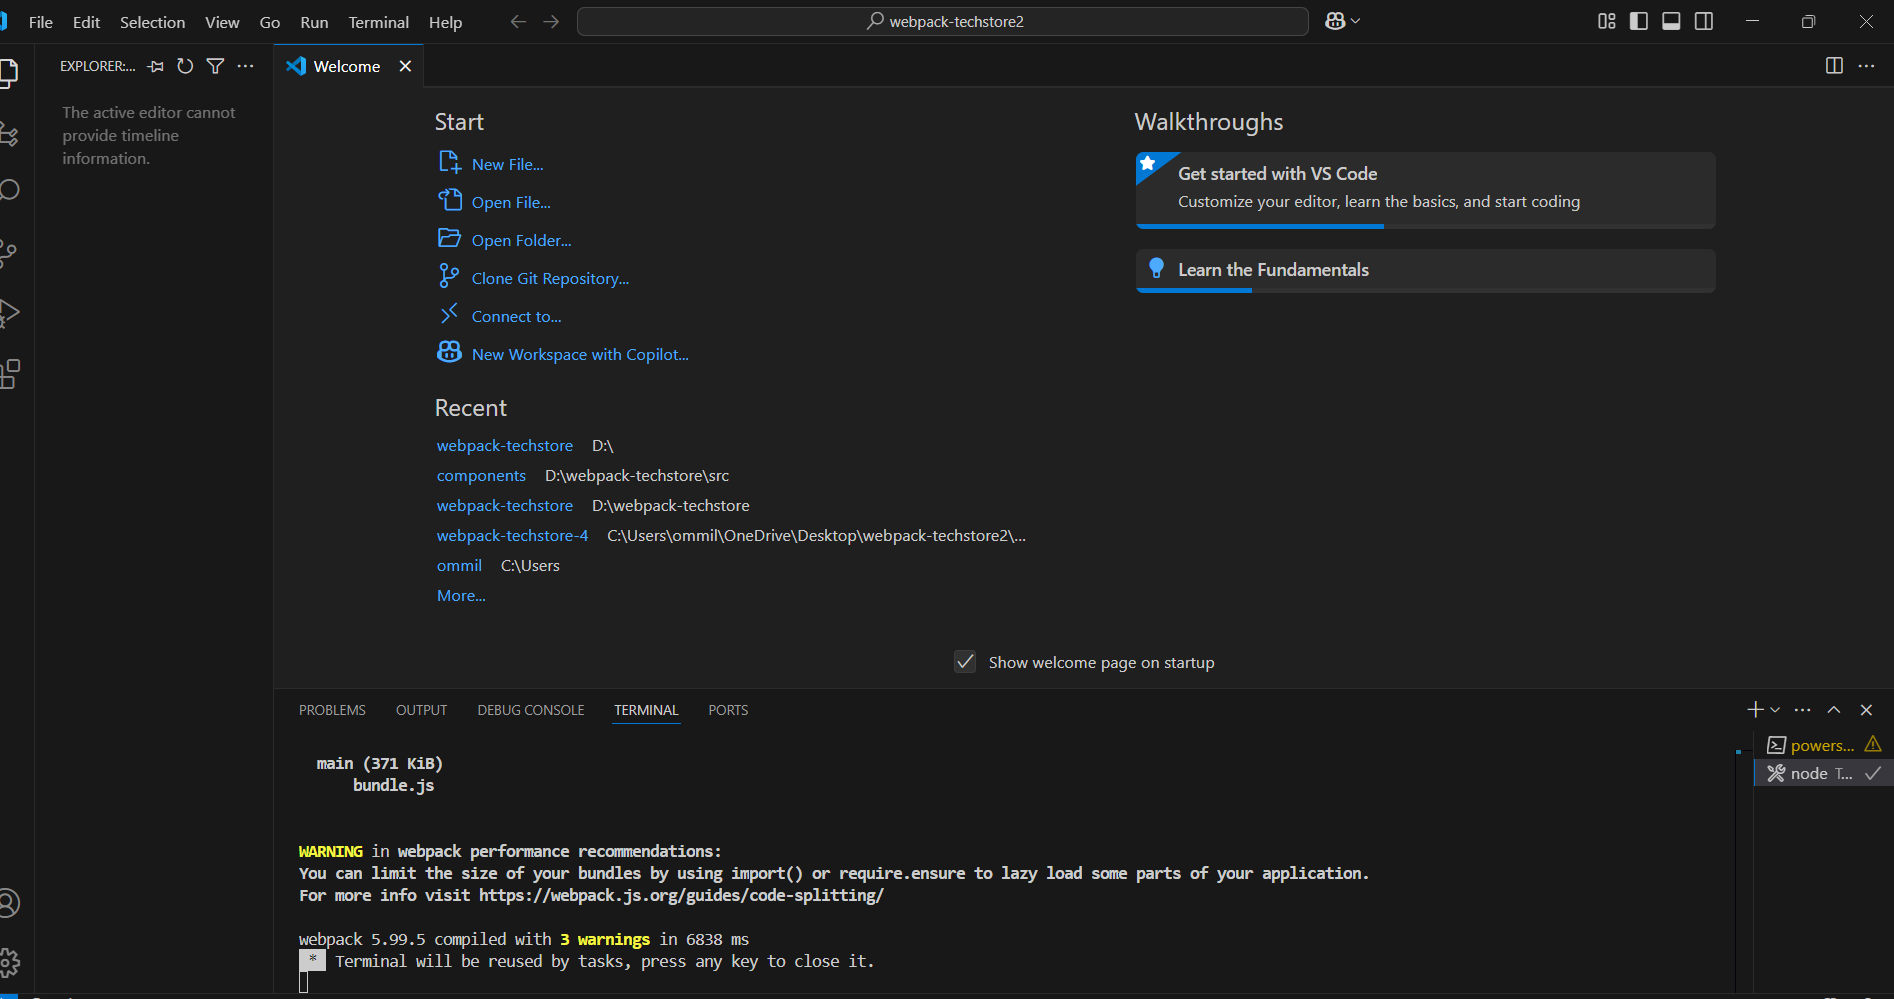 File Edit Selection View Go Run Terminal Help
webpack-techstore2
EXPLORER:...
The active editor cannot
provide timeline
information.
Welcome
Start
New File...
Open File...
Open Folder...
Clone Git Repository...
Connect to...
New Workspace with Copilot...
Recent
webpack-techstore D:\
components D:\webpack-techstore\src
webpack-techstore D:\webpack-techstore
webpack-techstore-4 C:\Users\ommil\OneDrive\Desktop\webpack-techstore2\...
ommil C:\Users
More...
Walkthroughs
Get started with VS Code
Customize your editor, learn the basics, and start coding
Learn the Fundamentals
Show welcome page on startup
PROBLEMS OUTPUT DEBUG CONSOLE TERMINAL PORTS
main (371 KiB)
bundle.js
WARNING in webpack performance recommendations:
You can limit the size of your bundles by using import() or require.ensure to lazy load some parts of your application.
For more info visit https://webpack.js.org/guides/code-splitting/
webpack 5.99.5 compiled with 3 warnings in 6838 ms
* Terminal will be reused by tasks, press any key to close it.
powers...
node T...